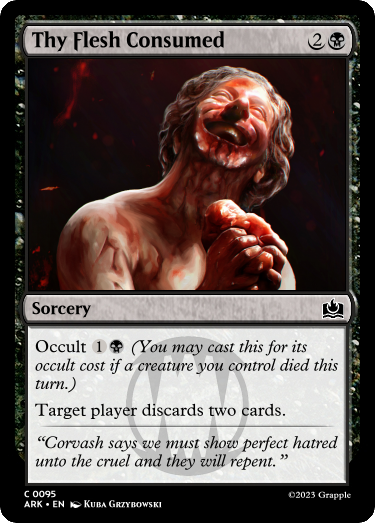 Thy Flesh Consumed 2
Sorcery
Occult 1 (You may cast this for its
occult cost if a creature you control died this
turn.)
Target player discards two cards.
“Corvash says we must show perfect hatred
unto the cruel and they will repent.”
C 0095
ARK • EN Kuba Grzybowski
©2023 Grapple